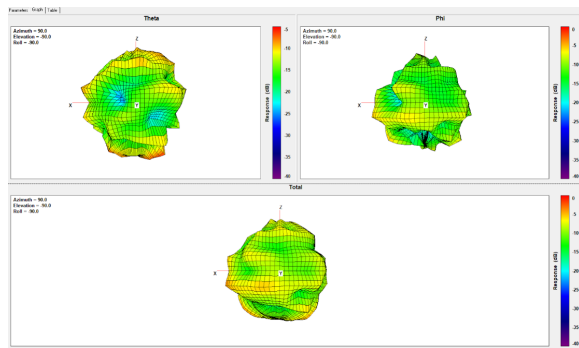 Parameters Graph Table
Theta
Azimuth = 90.0
Elevation = -90.0
Roll = -90.0
Z
X
Y
-5
-10
-15
-20
-25
-30
-35
-40
Response (dB)
Phi
Azimuth = 90.0
Elevation = -90.0
Roll = -90.0
Z
X
Y
0
-5
-10
-15
-20
-25
-30
-35
-40
Response (dB)
Total
Azimuth = 90.0
Elevation = -90.0
Roll = -90.0
Z
X
Y
0
-5
-10
-15
-20
-25
-30
-35
-40
Response (dB)